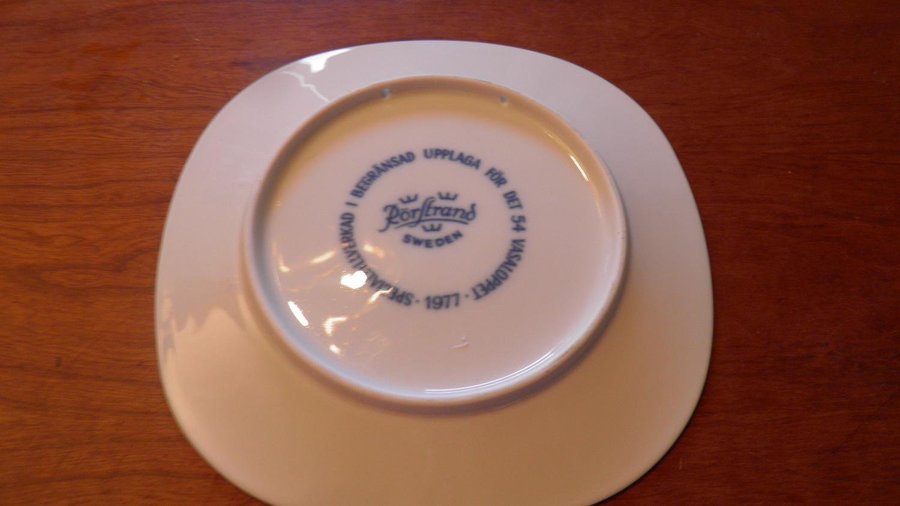 SPECIALTILLVERKAD I BEGRÄNSAD UPPLAGA FÖR DET 54 VASALOPPET
· 1977 ·
Rörstrand
SWEDEN